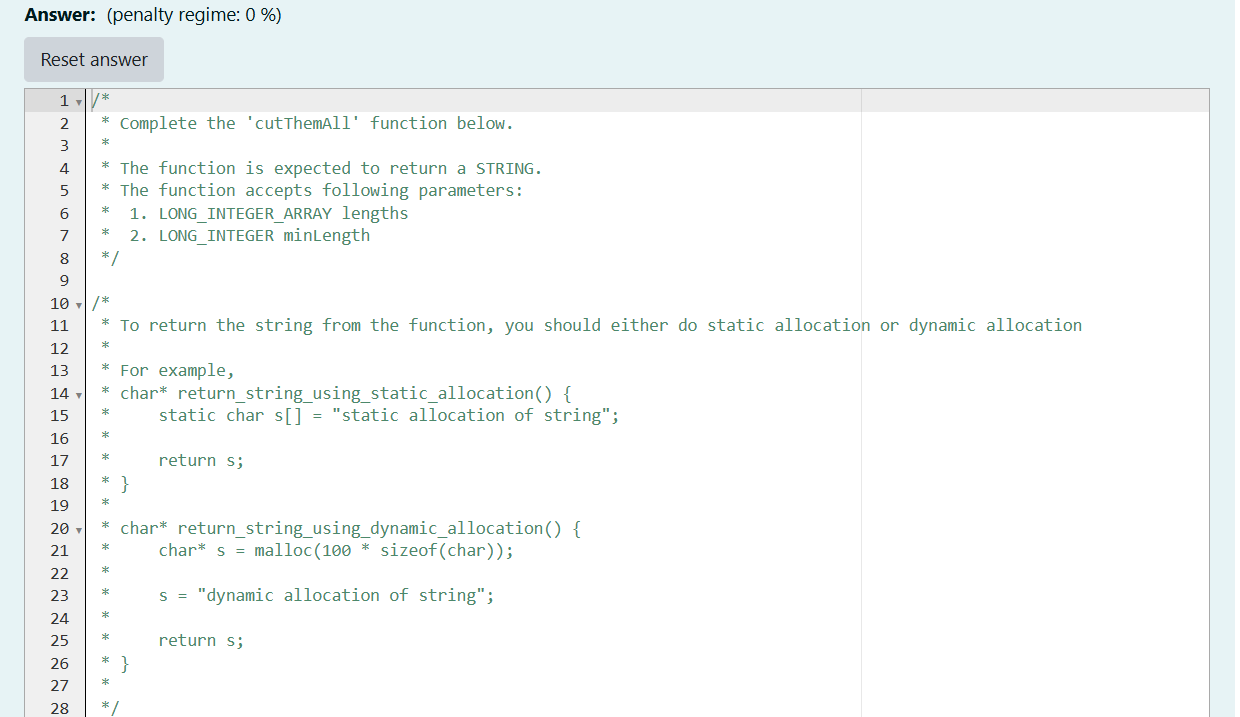 Answer: (penalty regime: 0 %)
Reset answer
1 /*
2  * Complete the 'cutThemAll' function below.
3  *
4  * The function is expected to return a STRING.
5  * The function accepts following parameters:
6  *  1. LONG_INTEGER_ARRAY lengths
7  *  2. LONG_INTEGER minLength
8  */
9
10 /*
11  * To return the string from the function, you should either do static allocation or dynamic allocation
12  *
13  * For example,
14  * char* return_string_using_static_allocation() {
15  *     static char s[] = "static allocation of string";
16  *
17  *     return s;
18  * }
19  *
20  * char* return_string_using_dynamic_allocation() {
21  *     char* s = malloc(100 * sizeof(char));
22  *
23  *     s = "dynamic allocation of string";
24  *
25  *     return s;
26  * }
27  *
28  */